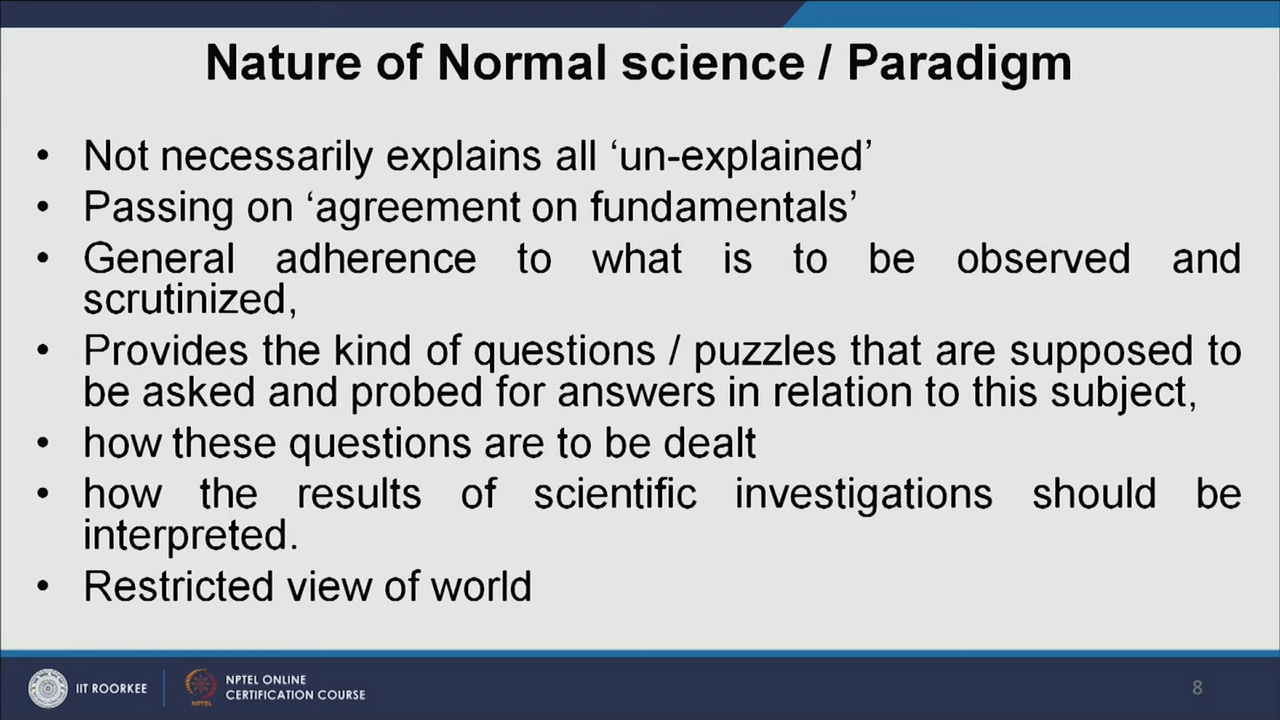 Nature of Normal science / Paradigm
• Not necessarily explains all ‘un-explained’
• Passing on ‘agreement on fundamentals’
• General adherence to what is to be observed and
scrutinized,
• Provides the kind of questions / puzzles that are supposed to
be asked and probed for answers in relation to this subject,
• how these questions are to be dealt
• how the results of scientific investigations should be
interpreted.
• Restricted view of world
IIT ROORKEE
NPTEL
NPTEL ONLINE
CERTIFICATION COURSE
8